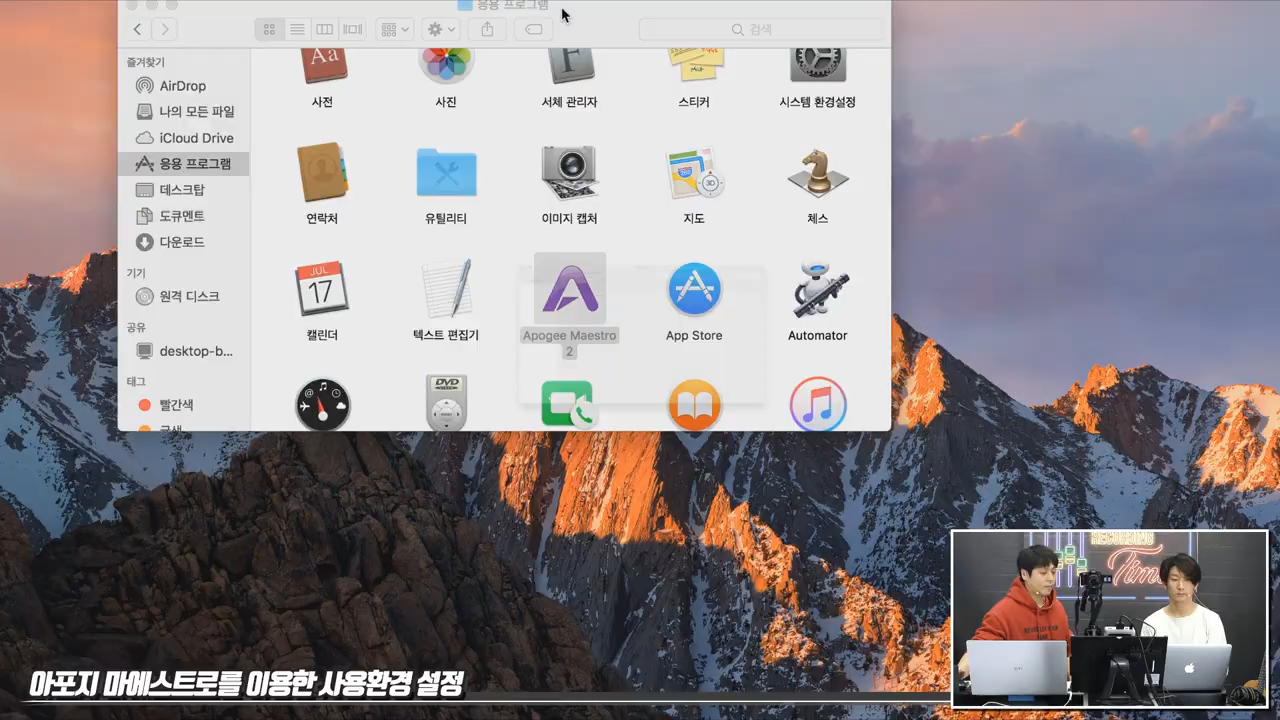 응용 프로그램
검색
즐겨찾기
AirDrop
나의 모든 파일
iCloud Drive
응용 프로그램
데스크탑
도큐멘트
다운로드
기기
원격 디스크
공유
desktop-b...
태그
빨간색
Aa
사전
사진
F
서체 관리자
스티커
시스템 환경설정
연락처
유틸리티
이미지 캡처
3D
지도
체스
JUL
17
캘린더
텍스트 편집기
Apogee Maestro
2
App Store
Automator
DVD
RECORDING
Time
아포지 마에스트로를 이용한 사용환경 설정